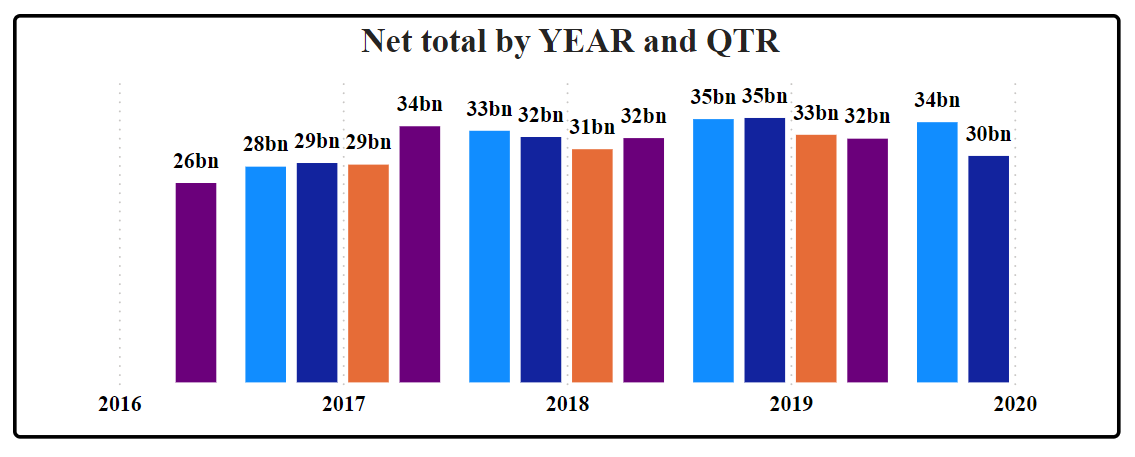 Net total by YEAR and QTR
26bn 28bn 29bn 29bn 34bn 33bn 32bn 31bn 32bn 35bn 35bn 33bn 32bn 34bn 30bn
2016 2017 2018 2019 2020